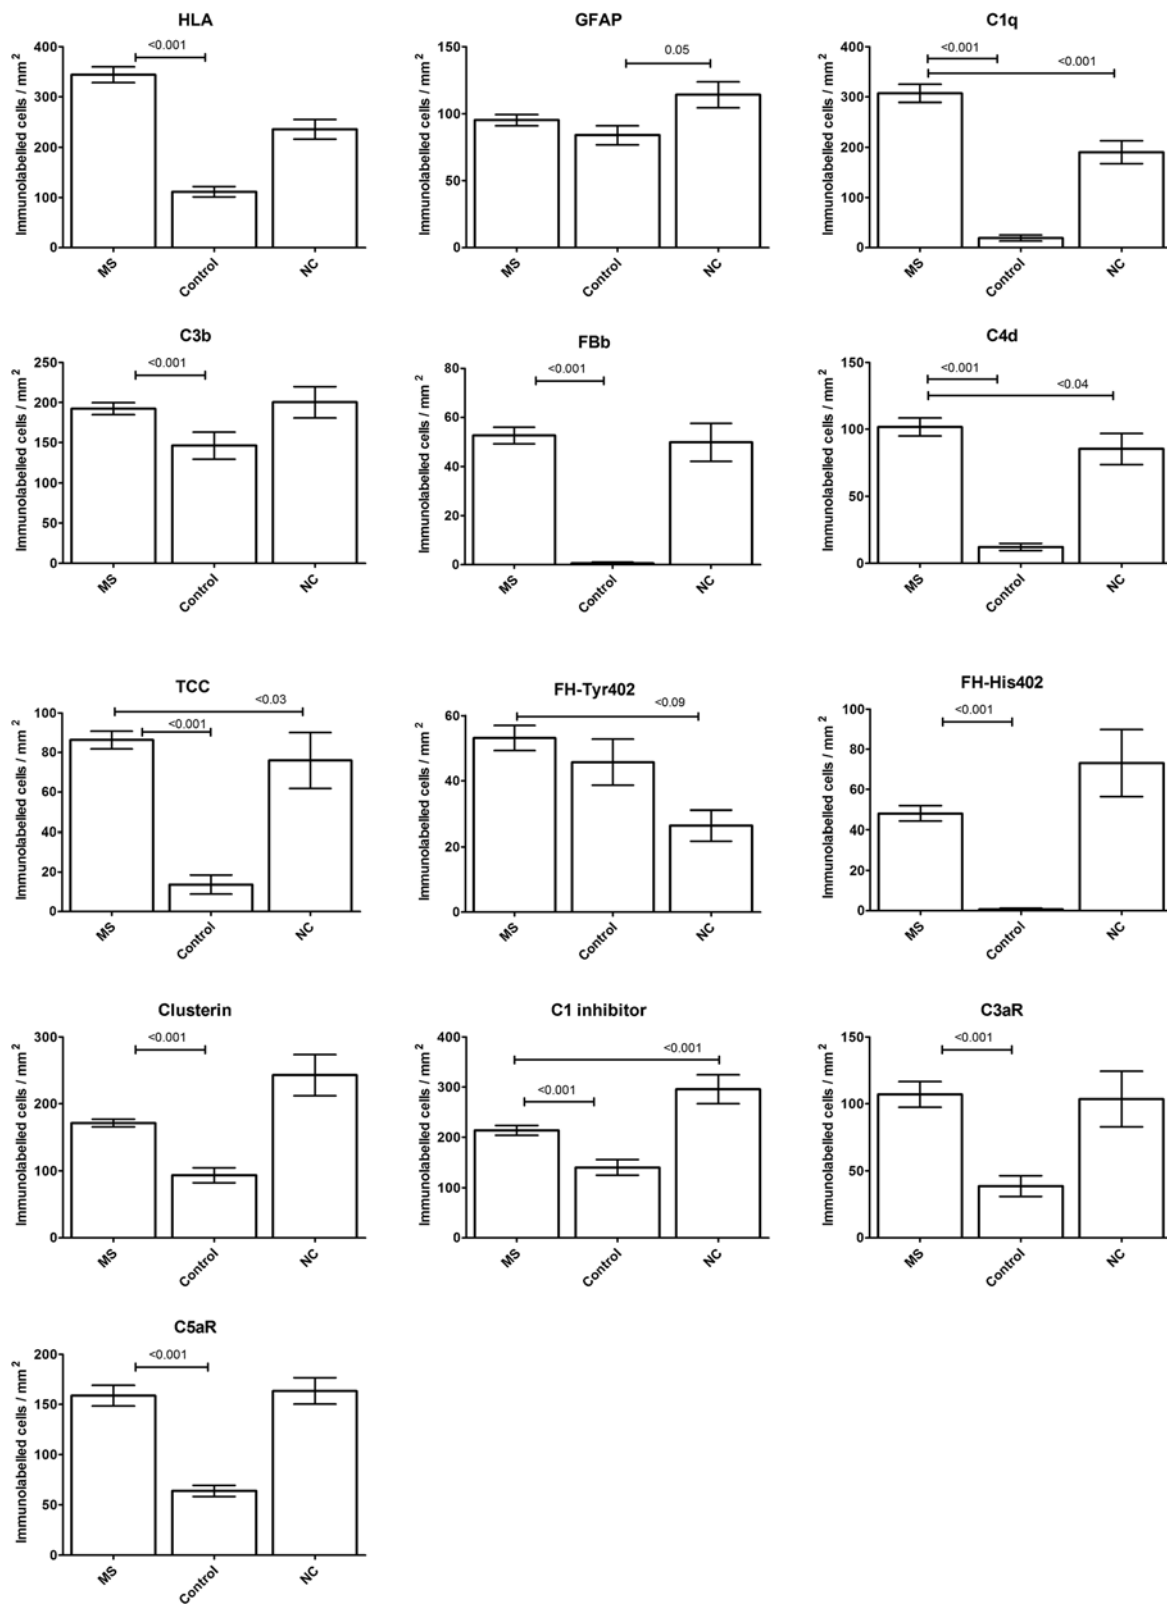 HLA
<0.001
Immunolabelled cells / mm²
400
300
200
100
0
MS
Control
NC
GFAP
0.05
Immunolabelled cells / mm²
150
100
50
0
MS
Control
NC
C1q
<0.001
<0.001
Immunolabelled cells / mm²
400
300
200
100
0
MS
Control
NC
C3b
<0.001
Immunolabelled cells / mm²
250
200
150
100
50
0
MS
Control
NC
FBb
<0.001
Immunolabelled cells / mm²
80
60
40
20
0
MS
Control
NC
C4d
<0.001
<0.04
Immunolabelled cells / mm²
150
100
50
0
MS
Control
NC
TCC
<0.03
<0.001
Immunolabelled cells / mm²
100
80
60
40
20
0
MS
Control
NC
FH-Tyr402
<0.09
Immunolabelled cells / mm²
60
40
20
0
MS
Control
NC
FH-His402
<0.001
Immunolabelled cells / mm²
100
80
60
40
20
0
MS
Control
NC
Clusterin
<0.001
Immunolabelled cells / mm²
300
200
100
0
MS
Control
NC
C1 inhibitor
<0.001
<0.001
Immunolabelled cells / mm²
400
300
200
100
0
MS
Control
NC
C3aR
<0.001
Immunolabelled cells / mm²
150
100
50
0
MS
Control
NC
C5aR
<0.001
Immunolabelled cells / mm²
200
150
100
50
0
MS
Control
NC